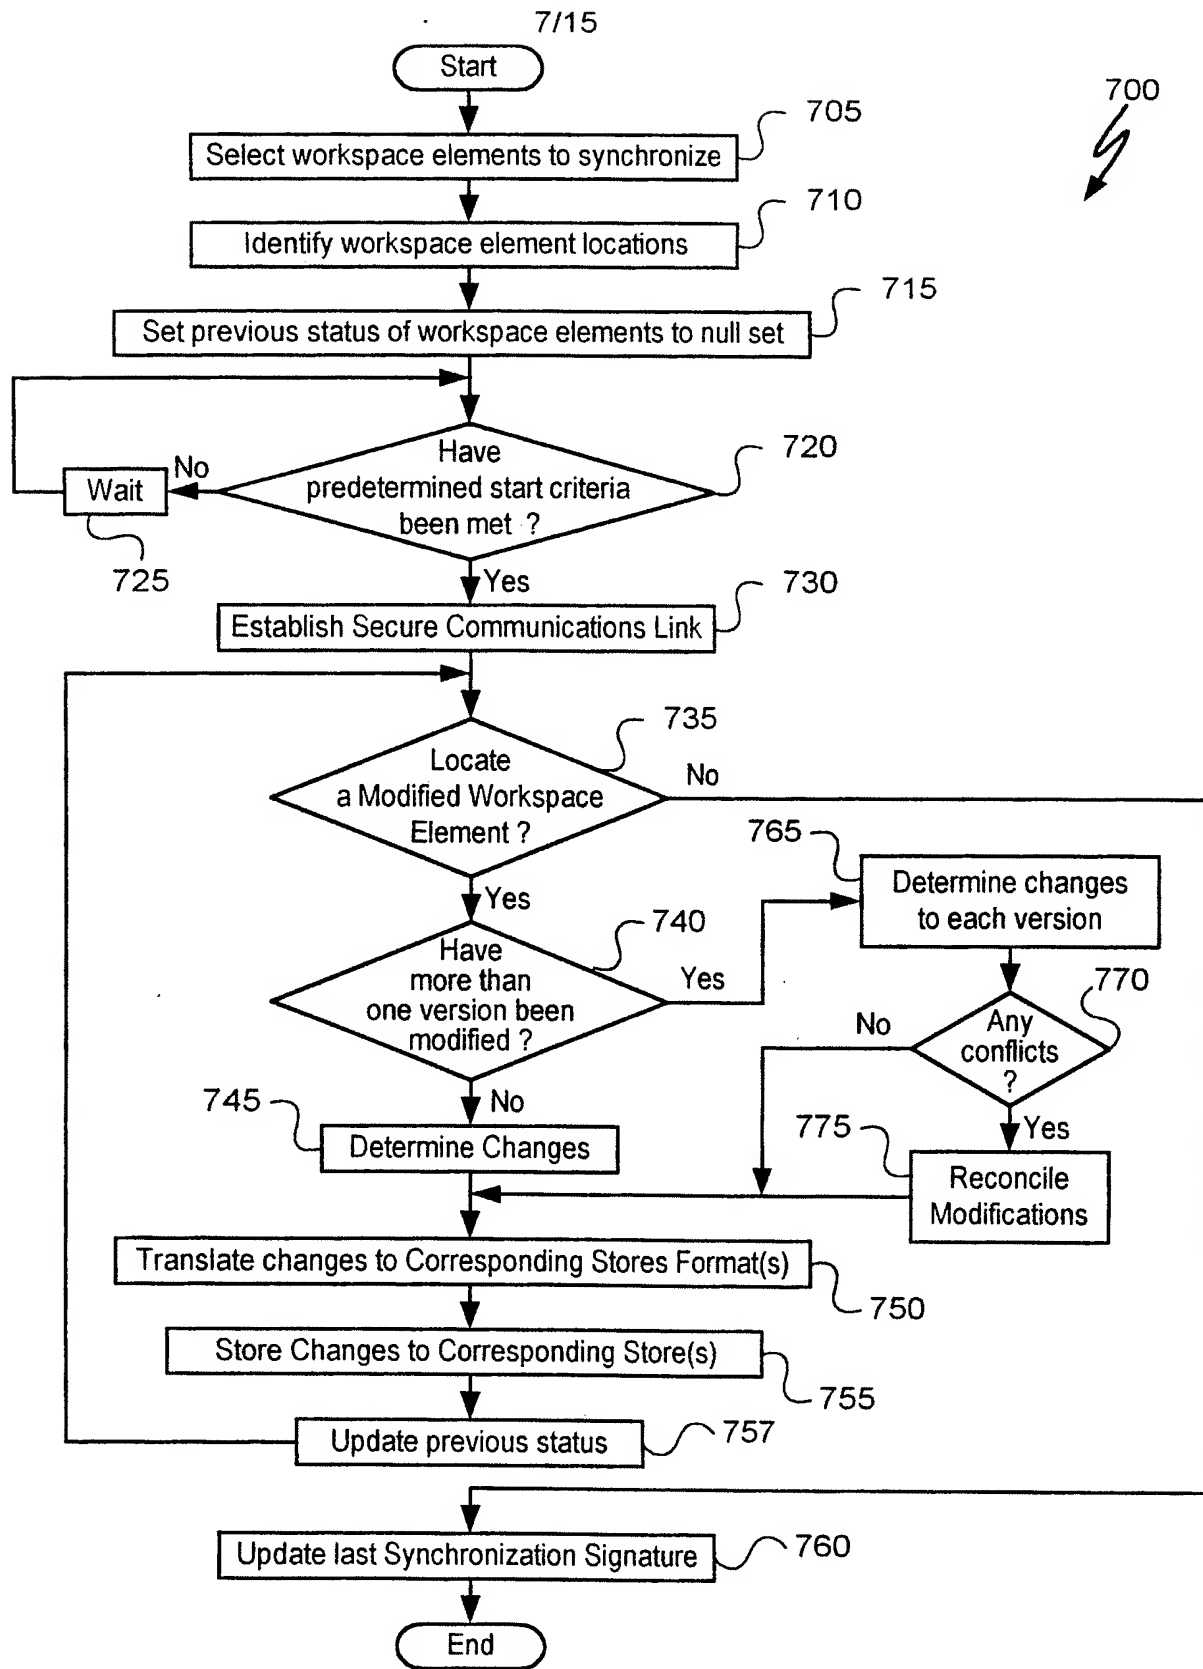 7/15
Start
700
705
Select workspace elements to synchronize
710
Identify workspace element locations
715
Set previous status of workspace elements to null set
Have
predetermined start criteria
been met ?
720
No
Wait
725
Yes
730
Establish Secure Communications Link
735
Locate
a Modified Workspace
Element ?
No
Yes
765
Determine changes
to each version
740
Have
more than
one version been
modified ?
Yes
770
No
Any
conflicts
?
745
No
Determine Changes
Yes
775
Reconcile
Modifications
Translate changes to Corresponding Stores Format(s)
750
Store Changes to Corresponding Store(s)
755
Update previous status
757
Update last Synchronization Signature
760
End